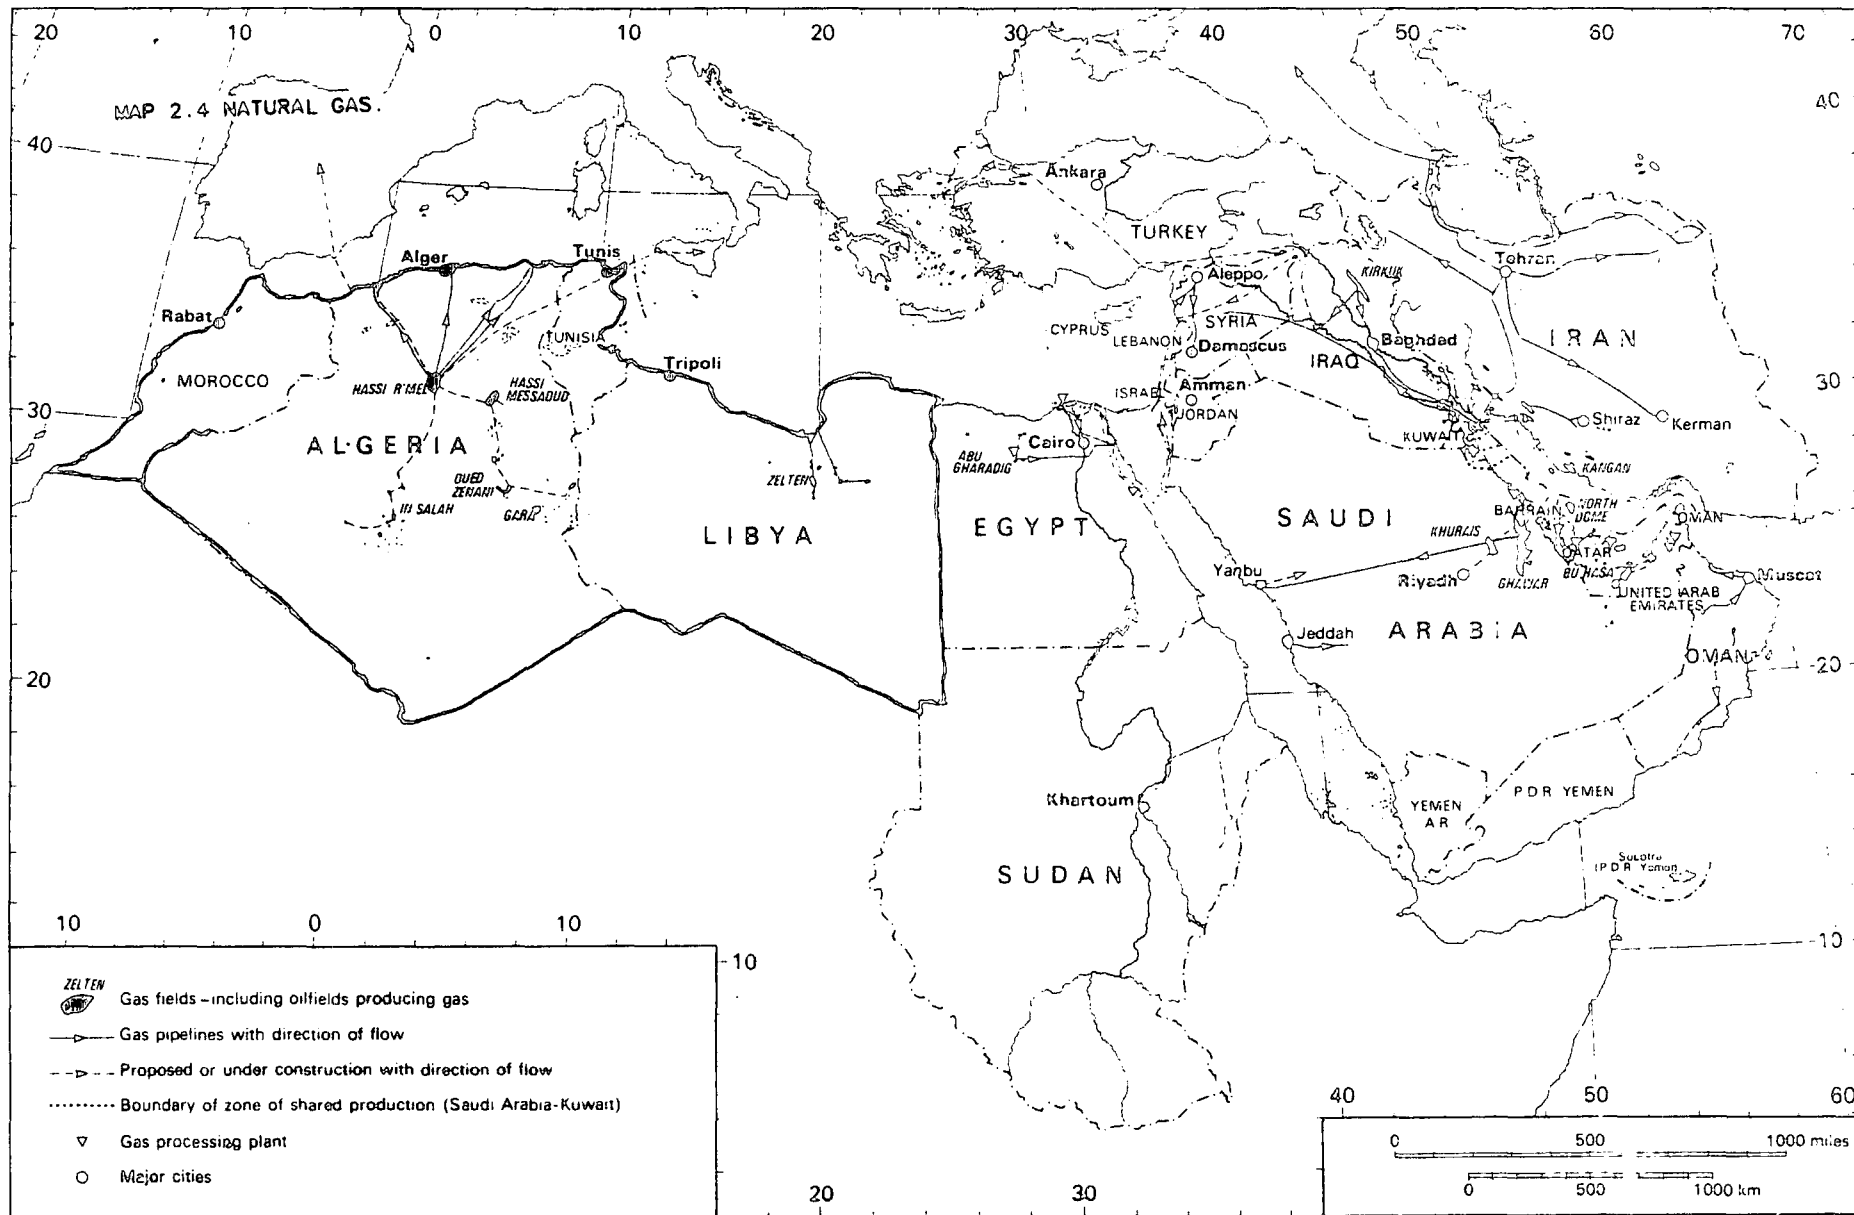 20 10 0 10 20 30 40 50 60 70
MAP 2.4 NATURAL GAS.
40
40
Ankara
TURKEY
Alger
Tunis
Tehran
Aleppo
KIRKUK
Rabat
CYPRUS
SYRIA
LEBANON
Damascus
Baghdad
IRAN
TUNISIA
IRAQ
Tripoli
MOROCCO
HASSI R'MEL
HASSI
MESSAOUD
ISRAEL
Amman
JORDAN
30
30
Shiraz
Kerman
KUWAIT
ALGERIA
Cairo
ABU
GHARADIG
KANGAN
OUED
ZENANI
ZELTEN
IN SALAH
GARA
NORTH
DOME
BAHRAIN
OMAN
LIBYA
EGYPT
SAUDI
KHURAIS
QATAR
Yanbu
Riyadh
GHAWAR
BU HASA
Muscat
UNITED ARAB
EMIRATES
Jeddah
ARABIA
OMAN
20
20
Khartoum
YEMEN
A R
P D R YEMEN
SUDAN
Socotra
(P D R Yemen)
10 0 10
10
10
ZELTEN
Gas fields - including oilfields producing gas
Gas pipelines with direction of flow
Proposed or under construction with direction of flow
Boundary of zone of shared production (Saudi Arabia-Kuwait)
Gas processing plant
Major cities
40 50 60
0 500 1000 miles
0 500 1000 km
20 30